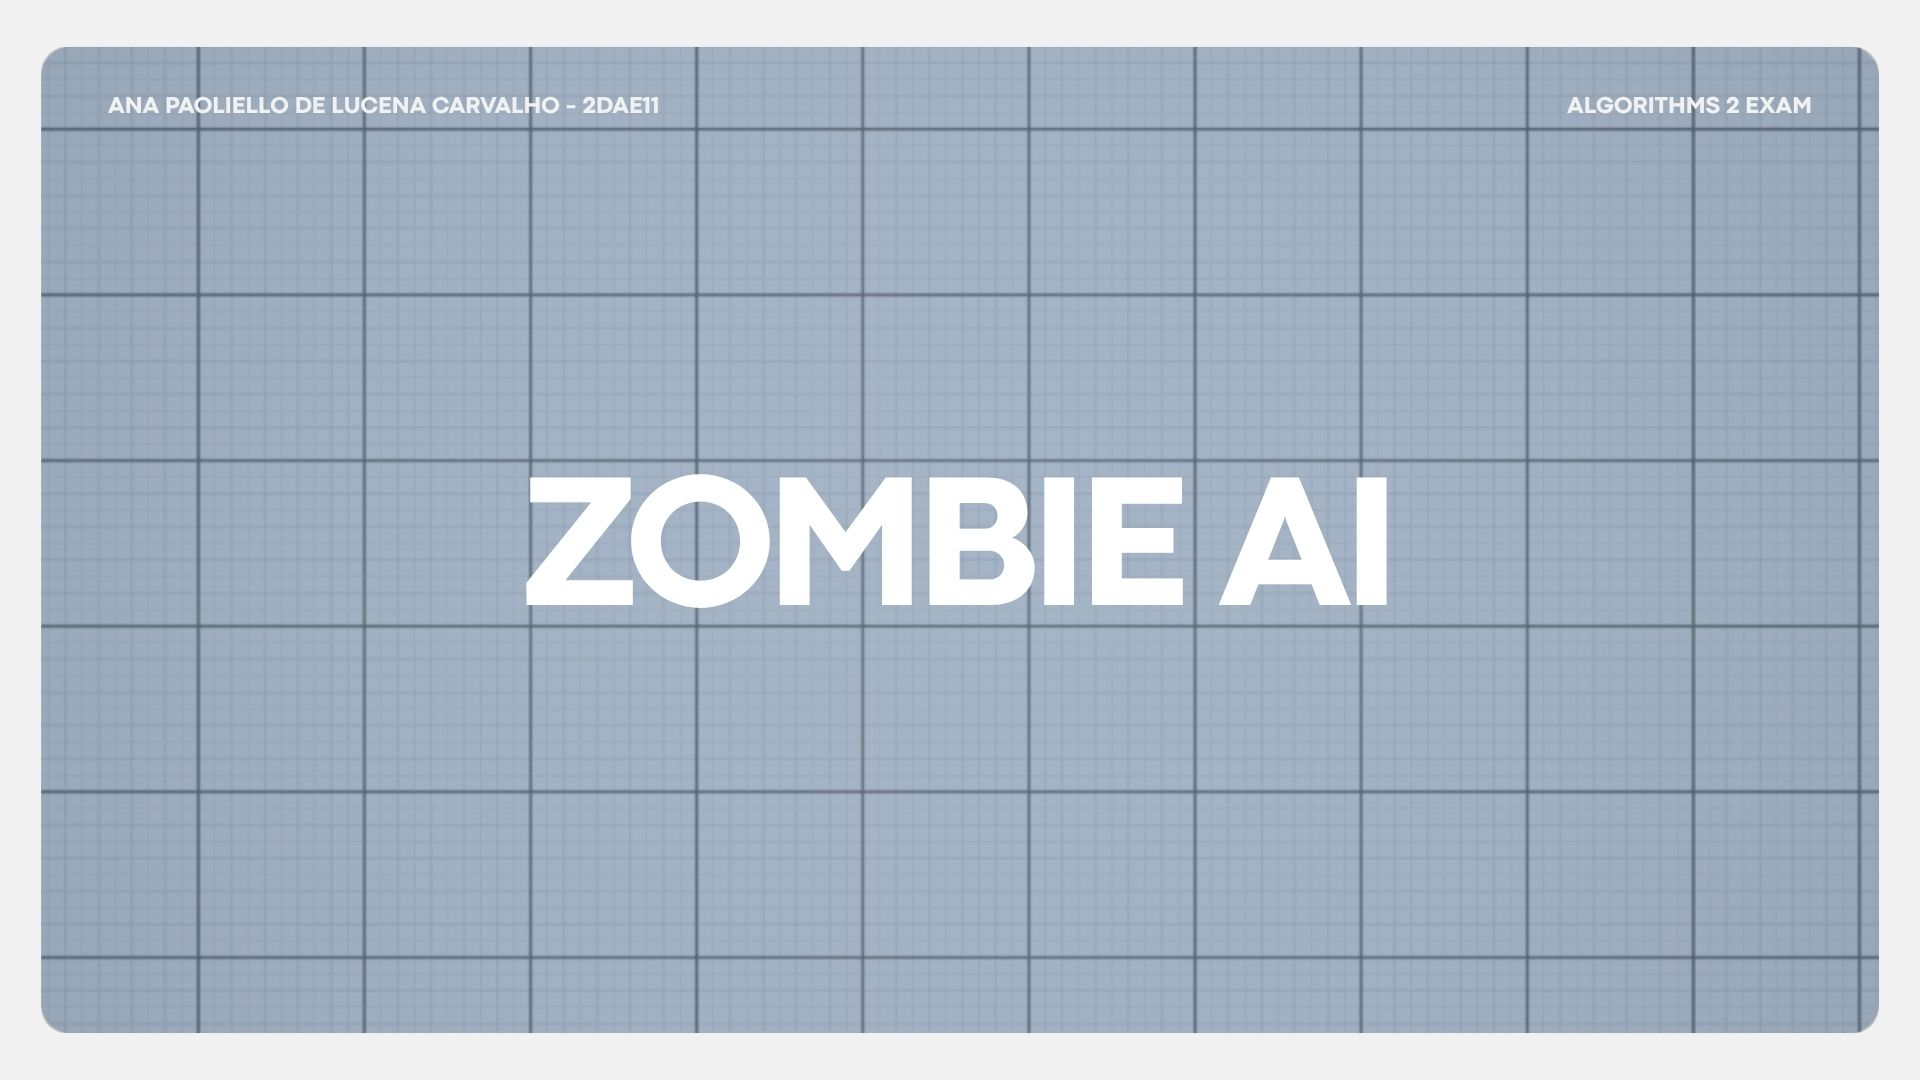 ANA PAOLIELLO DE LUCENA CARVALHO - 2DAE11
ALGORITHMS 2 EXAM
ZOMBIE AI